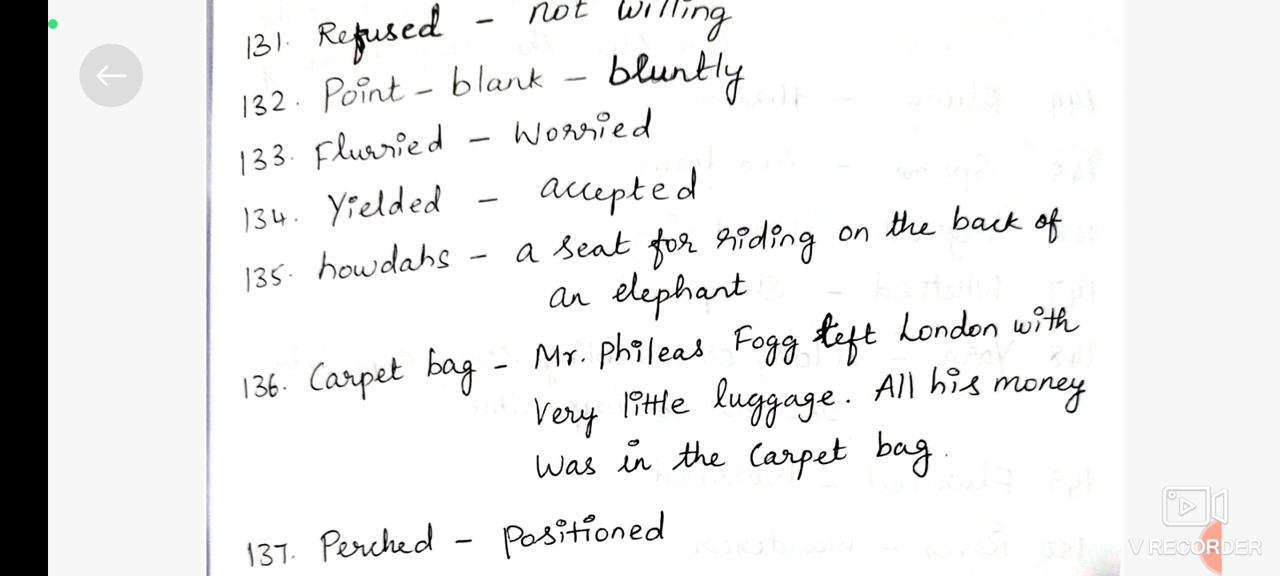 131. Refused - not willing
132. Point - blank - bluntly
133. Flurried - Worried
134. Yielded - accepted
135. howdahs - a seat for riding on the back of
an elephant
136. Carpet bag - Mr. Phileas Fogg left London with
Very little luggage. All his money
was in the carpet bag.
137. Perched - Positioned
V RECORDER